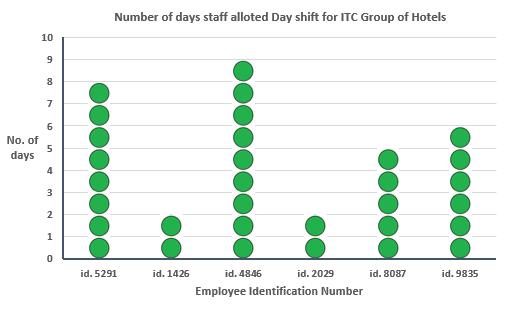 Number of days staff alloted Day shift for ITC Group of Hotels
10
9
8
7
6
5
4
3
2
1
0
No. of
days
id. 5291 id. 1426 id. 4846 id. 2029 id. 8087 id. 9835
Employee Identification Number